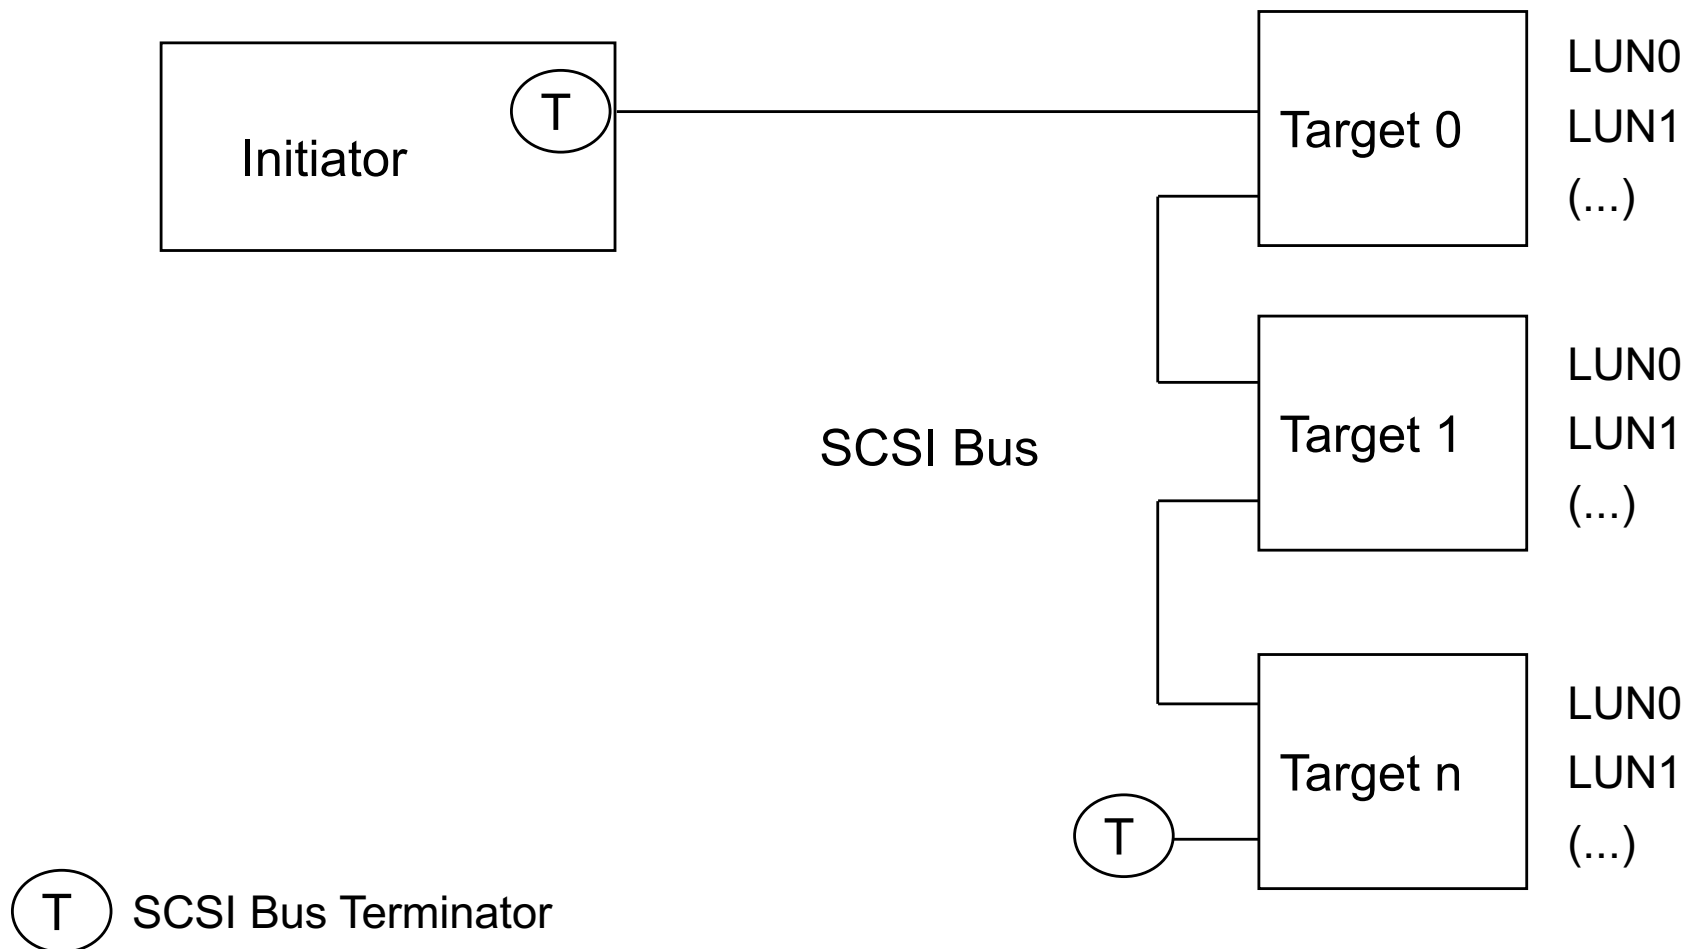 T
Initiator
Target 0
LUN0
LUN1
(...)
SCSI Bus
Target 1
LUN0
LUN1
(...)
Target n
LUN0
LUN1
(...)
T
T SCSI Bus Terminator